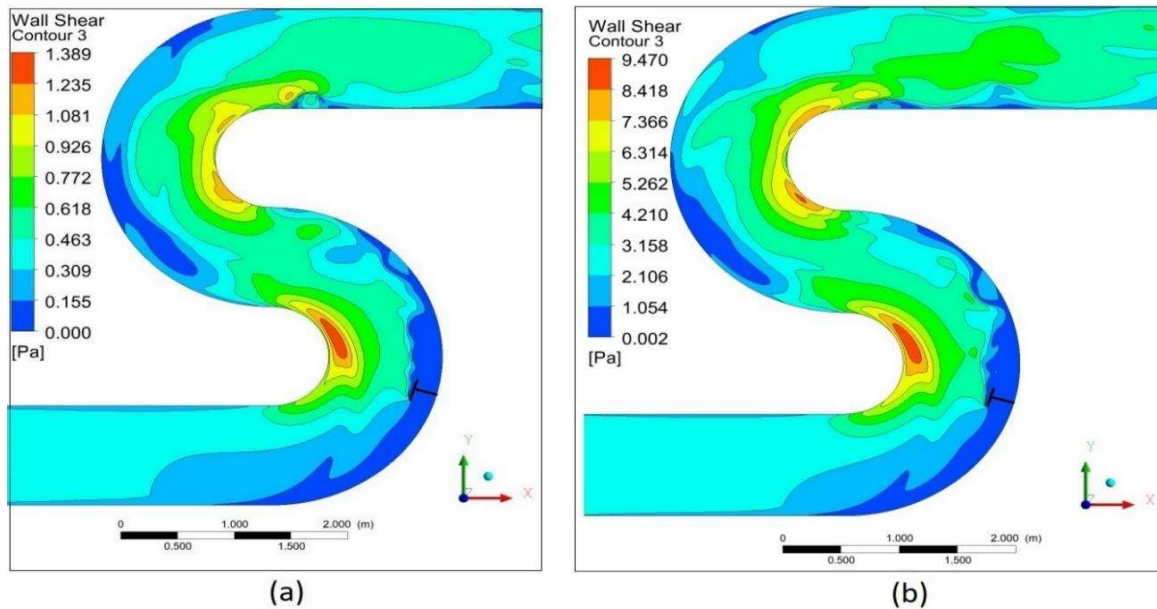 Wall Shear
Contour 3
1.389
1.235
1.081
0.926
0.772
0.618
0.463
0.309
0.155
0.000
[Pa]
Y
Z
X
0 1.000 2.000 (m)
0.500 1.500
(a)
Wall Shear
Contour 3
9.470
8.418
7.366
6.314
5.262
4.210
3.158
2.106
1.054
0.002
[Pa]
Y
Z
X
0 1.000 2.000 (m)
0.500 1.500
(b)